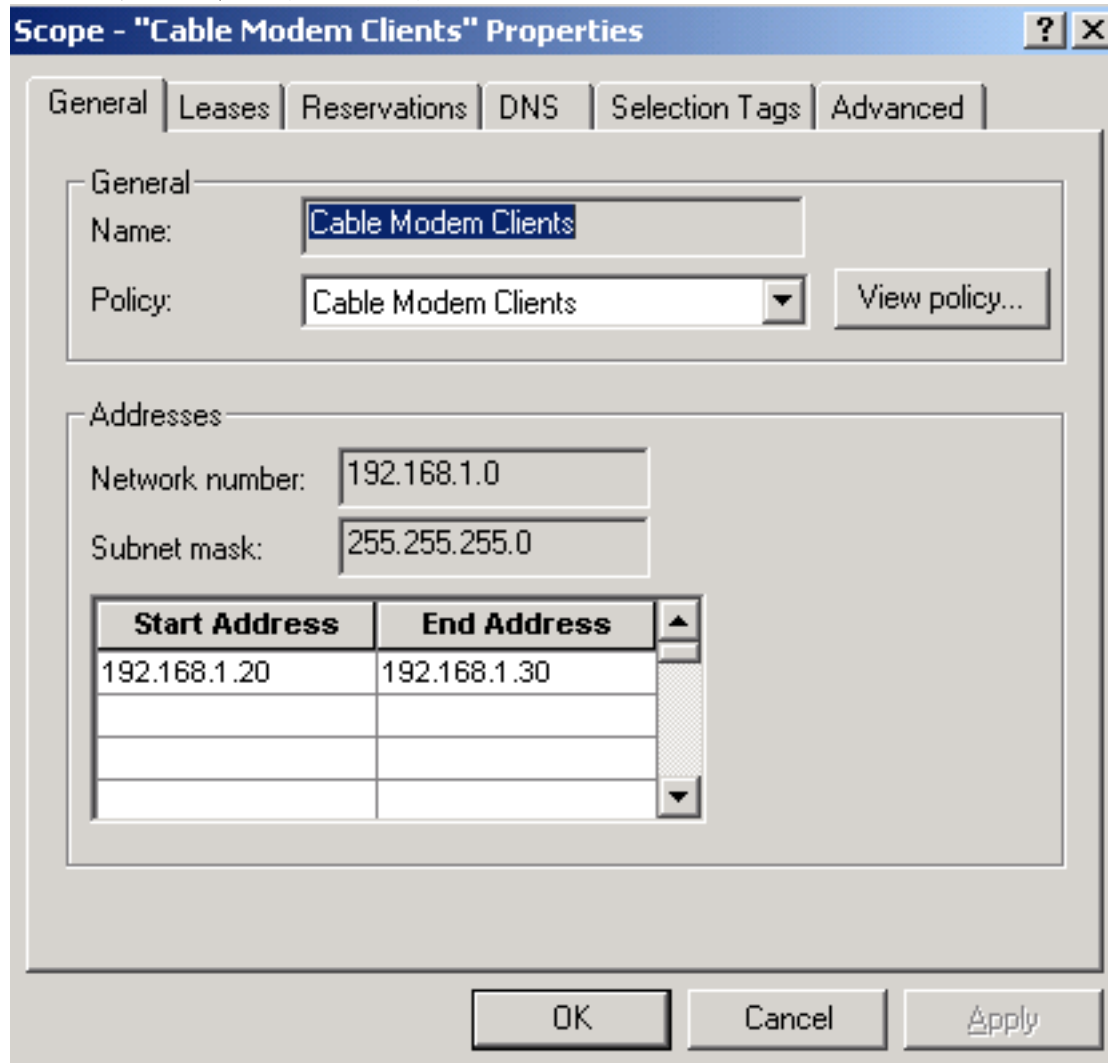 Scope - "Cable Modem Clients" Properties ? ×
General Leases Reservations DNS Selection Tags Advanced
General
Name: Cable Modem Clients
Policy: Cable Modem Clients View policy...
Addresses
Network number: 192.168.1.0
Subnet mask: 255.255.255.0
Start Address End Address
192.168.1.20 192.168.1.30
OK Cancel Apply